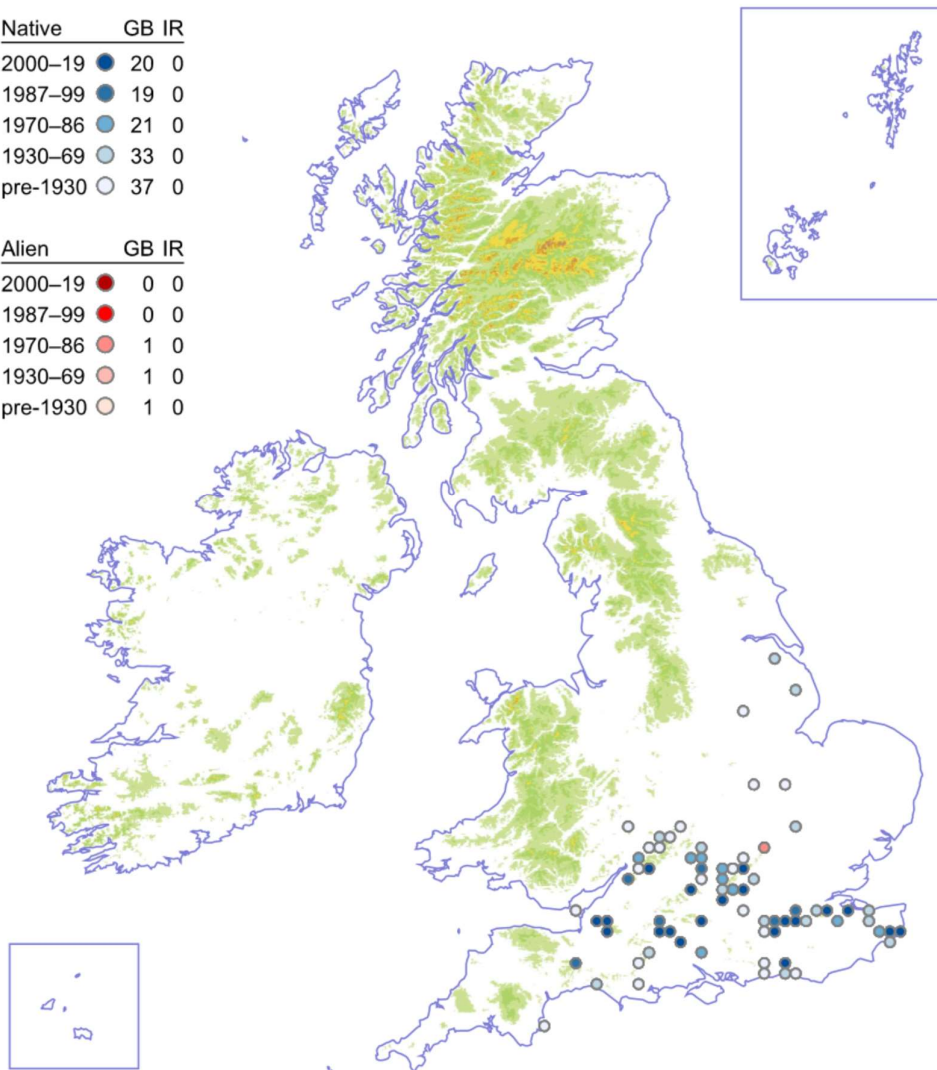 Native GB IR
2000–19 20 0
1987–99 19 0
1970–86 21 0
1930–69 33 0
pre-1930 37 0
Alien GB IR
2000–19 0 0
1987–99 0 0
1970–86 1 0
1930–69 1 0
pre-1930 1 0